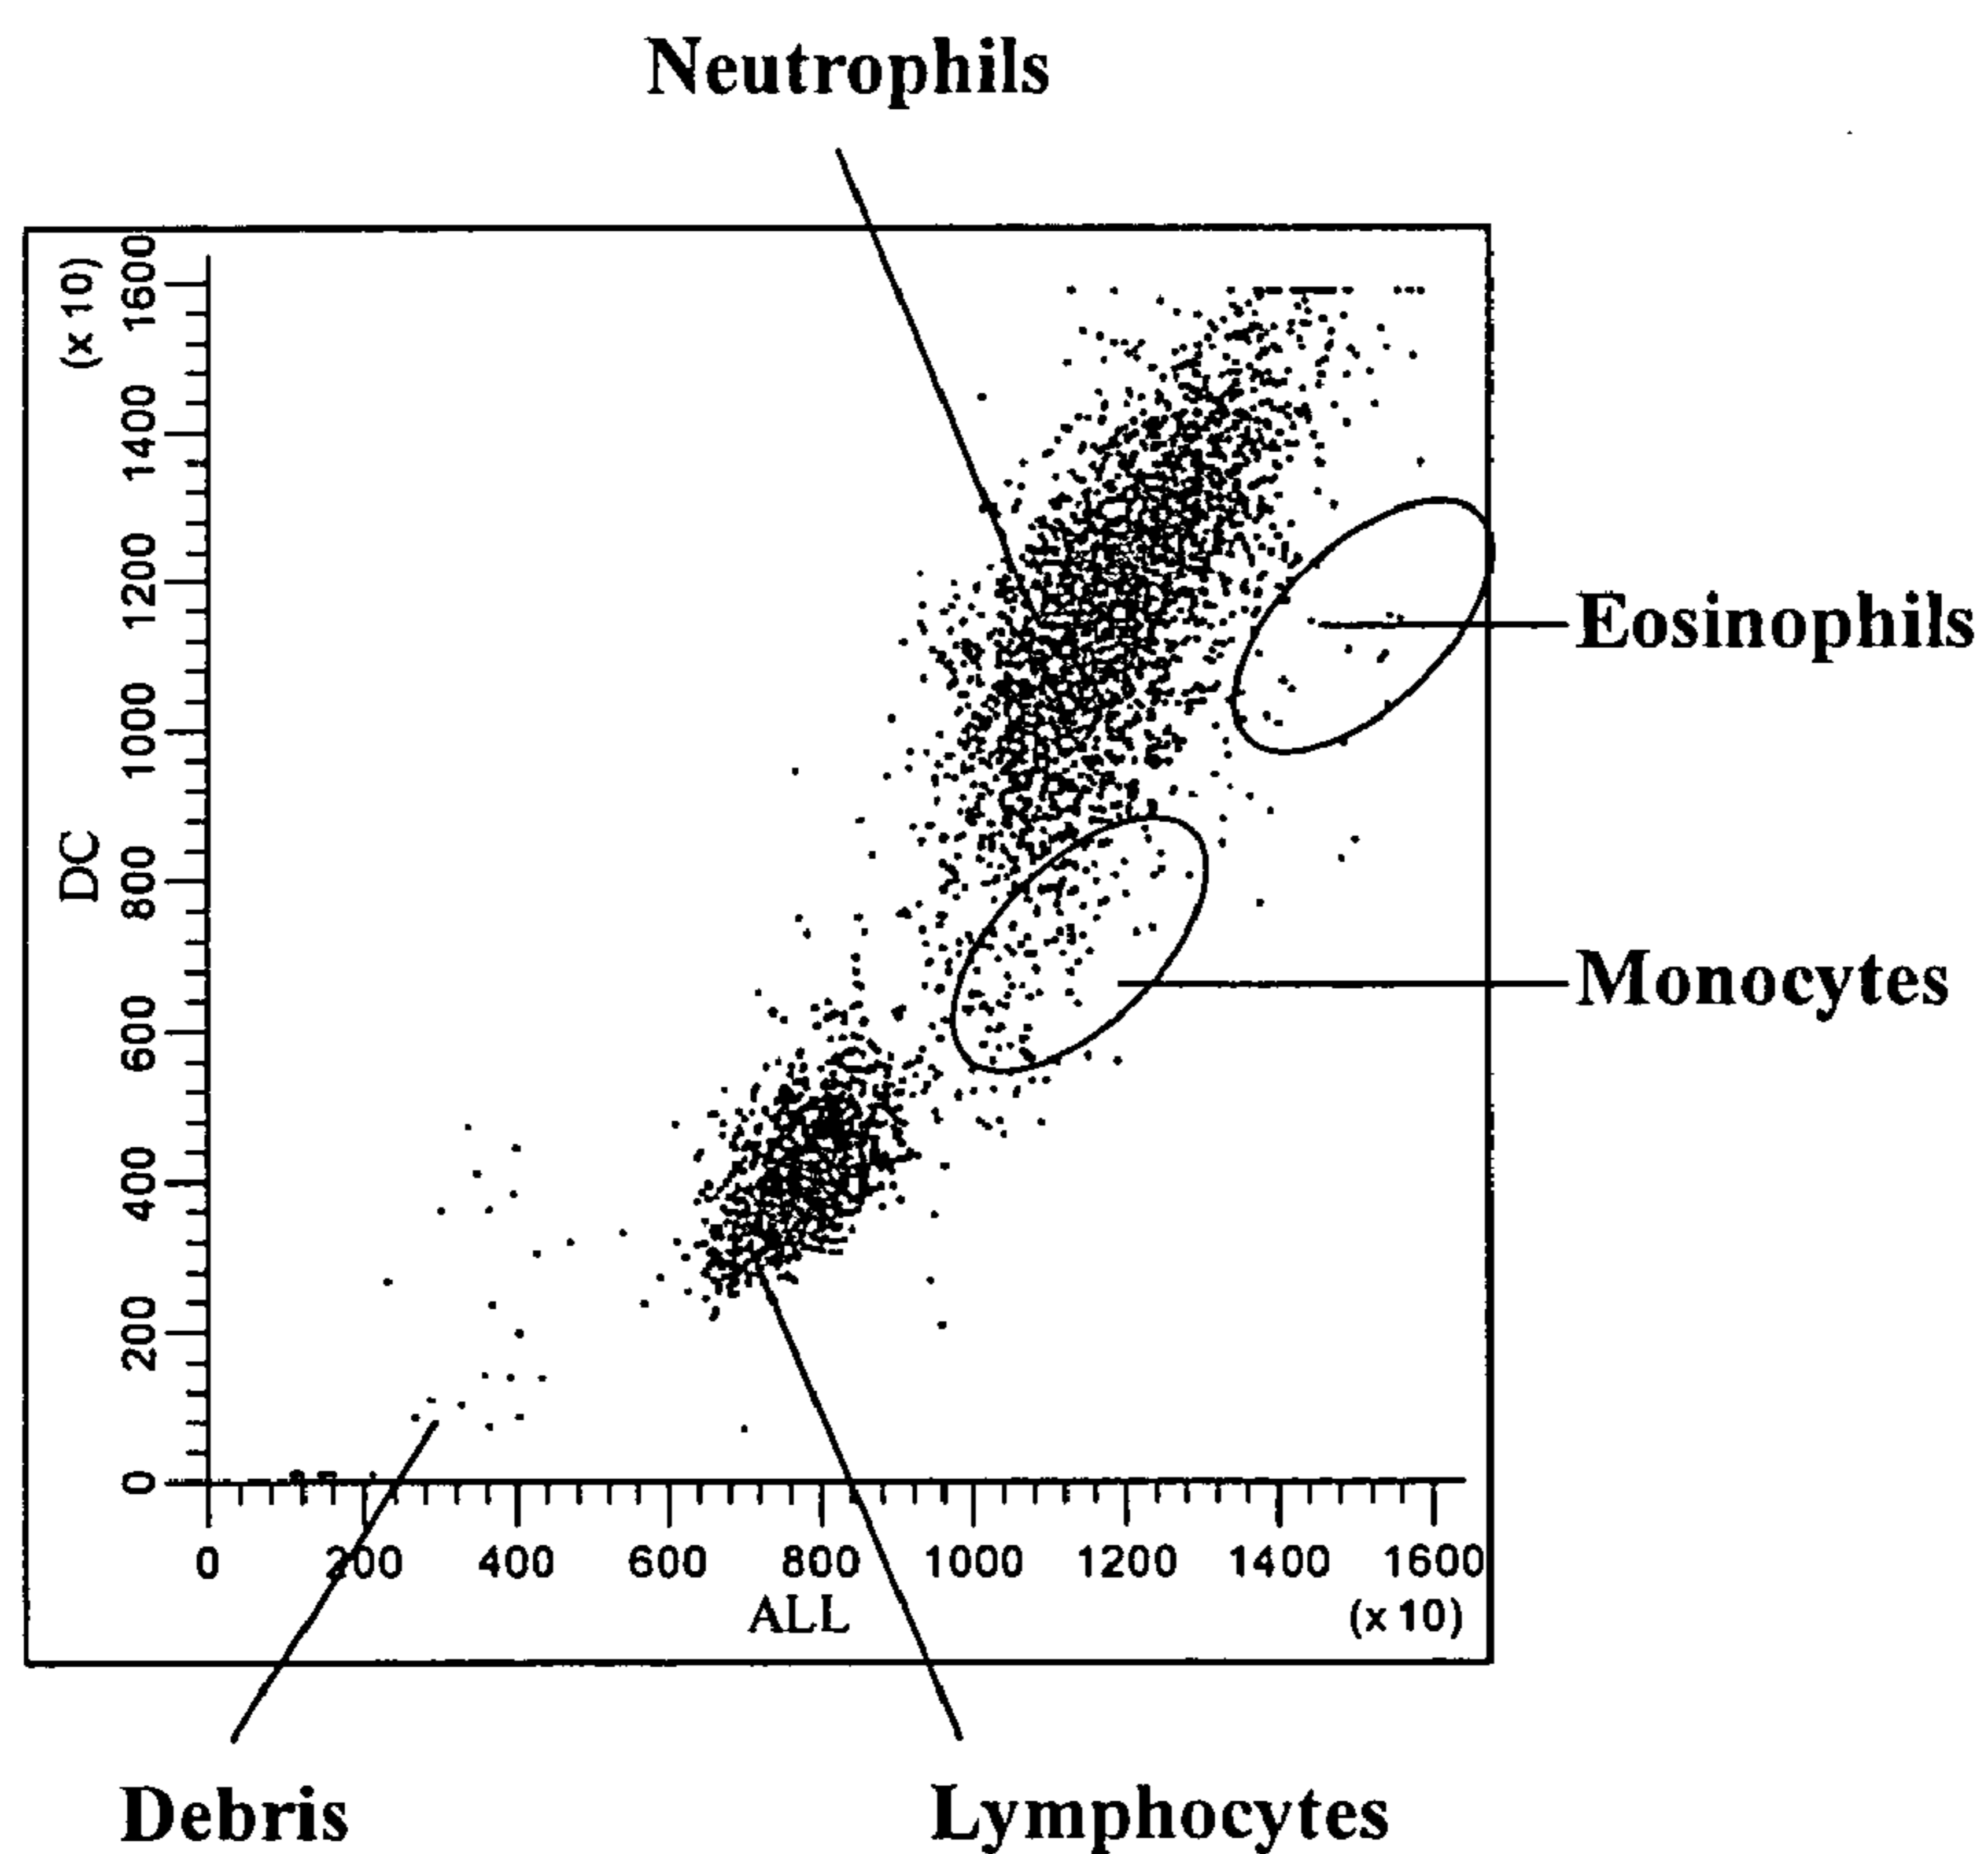 Neutrophils
(x 10)
1600
1400
1200
1000
800
600
400
200
0
DC
Eosinophils
Monocytes
0 200 400 600 800 1000 1200 1400 1600
ALL (x 10)
Debris Lymphocytes